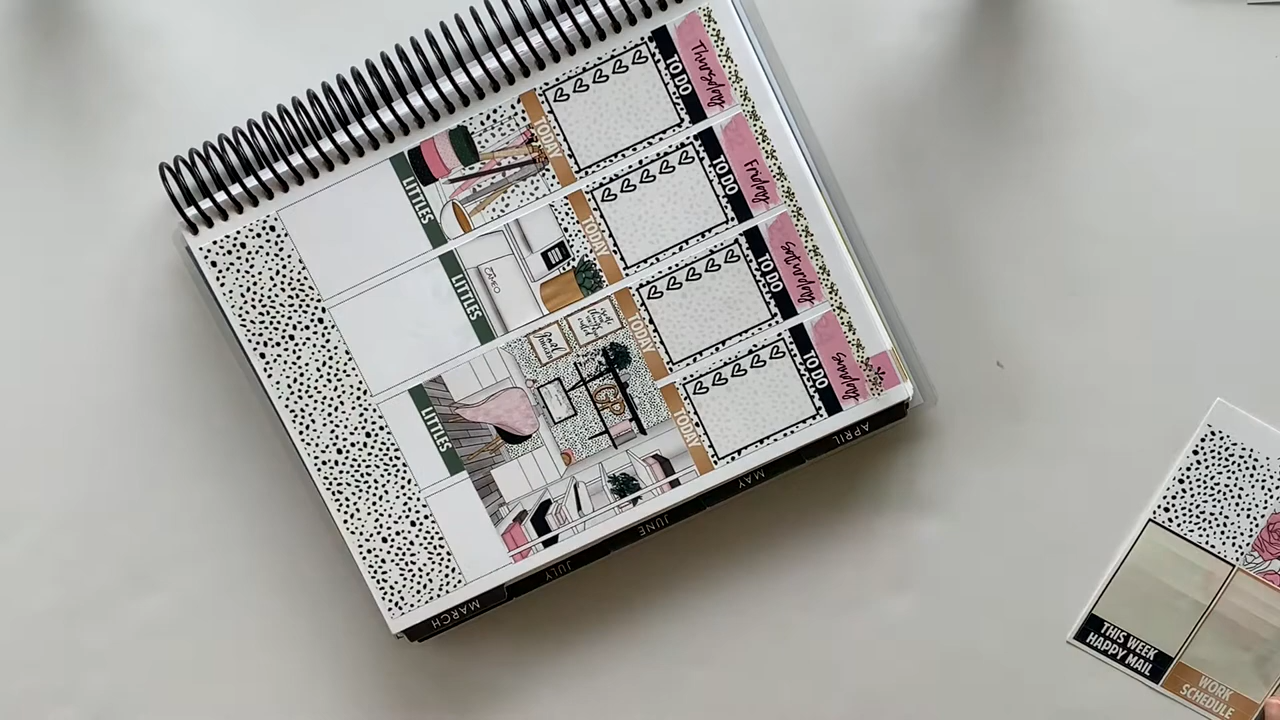 Thursday
Friday
Saturday
Sunday
TO DO
TO DO
TO DO
TO DO
TODAY
TODAY
TODAY
TODAY
LITTLES
LITTLES
LITTLES
CAMEO
APRIL
MAY
JUNE
JULY
MARCH
THIS WEEK
HAPPY MAIL
WORK
SCHEDULE